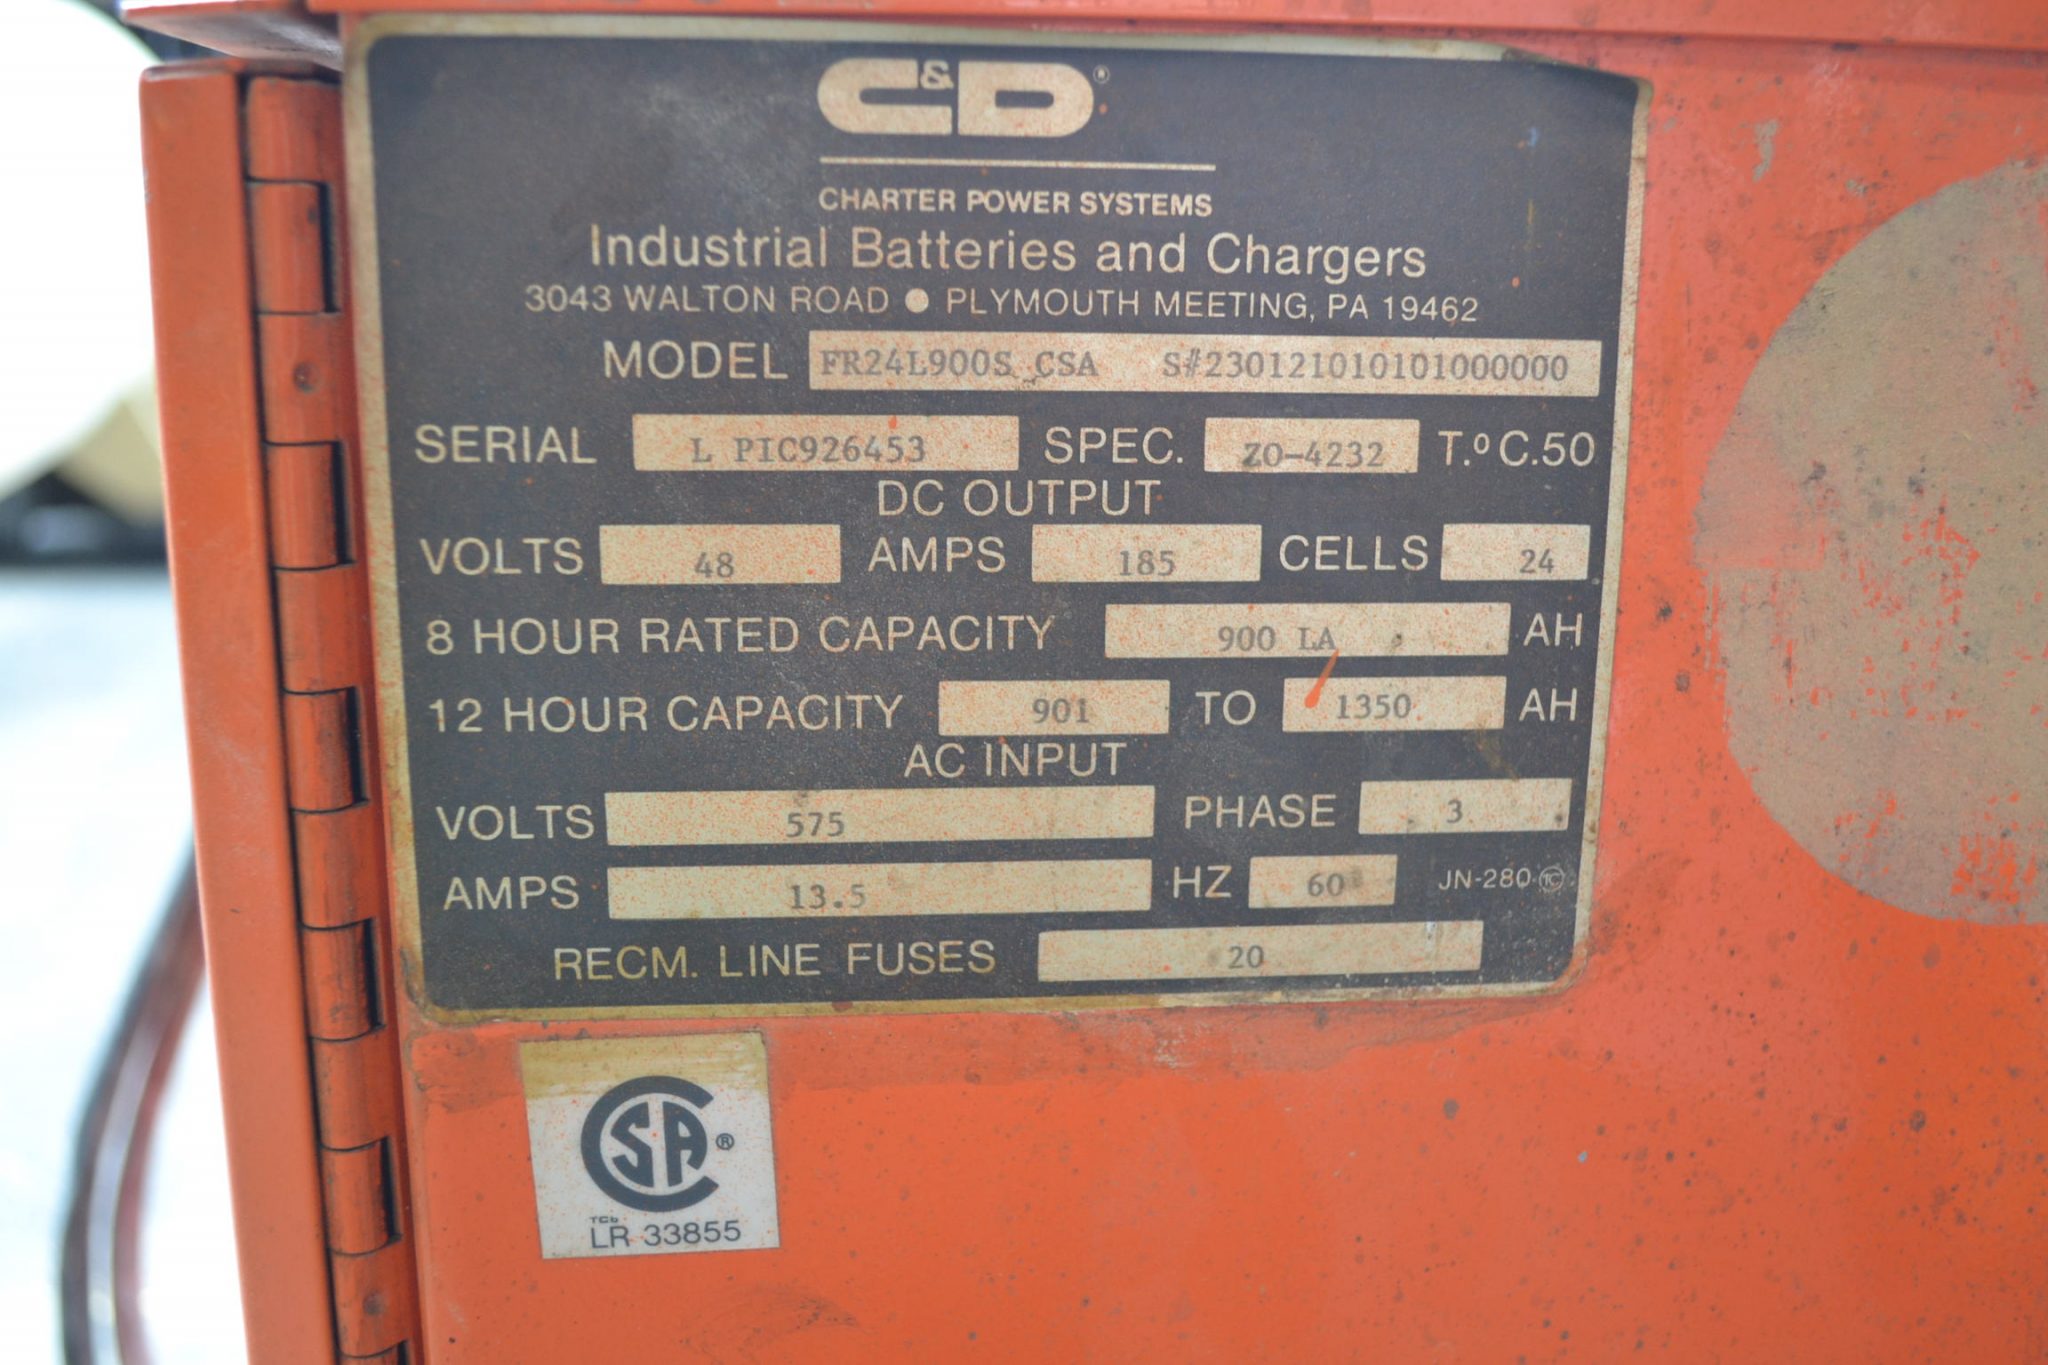 C&D®
CHARTER POWER SYSTEMS
Industrial Batteries and Chargers
3043 WALTON ROAD ● PLYMOUTH MEETING, PA 19462
MODEL FR24L900S CSA S#230121010101000000
SERIAL L PIC926453 SPEC. ZO-4232 T.°C.50
DC OUTPUT
VOLTS 48 AMPS 185 CELLS 24
8 HOUR RATED CAPACITY 900 LA AH
12 HOUR CAPACITY 901 TO 1350 AH
AC INPUT
VOLTS 575 PHASE 3
AMPS 13.5 HZ 60 JN-280 TC
RECM. LINE FUSES 20
CSA®
LR 33855